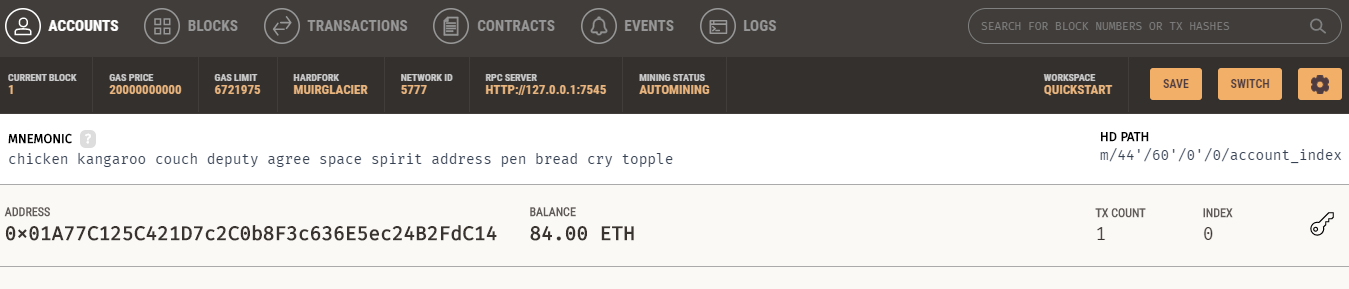 ACCOUNTS BLOCKS TRANSACTIONS CONTRACTS EVENTS LOGS SEARCH FOR BLOCK NUMBERS OR TX HASHES
CURRENT BLOCK GAS PRICE GAS LIMIT HARDFORK NETWORK ID RPC SERVER MINING STATUS WORKSPACE
1 20000000000 6721975 MUIRGLACIER 5777 HTTP://127.0.0.1:7545 AUTOMINING QUICKSTART SAVE SWITCH
MNEMONIC ? HD PATH
chicken kangaroo couch deputy agree space spirit address pen bread cry topple m/44'/60'/0'/0/account_index
ADDRESS BALANCE TX COUNT INDEX
0×01A77C125C421D7c2C0b8F3c636E5ec24B2FdC14 84.00 ETH 1 0